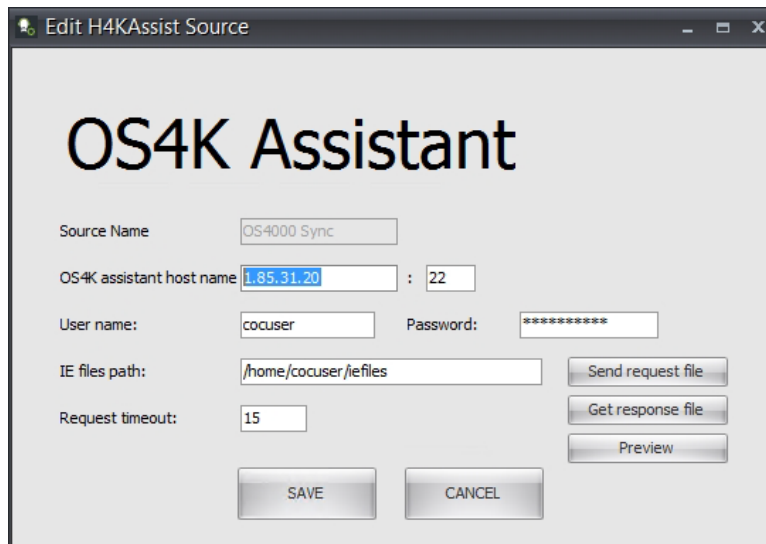 Edit H4KAssist Source
OS4K Assistant
Source Name OS4000 Sync
OS4K assistant host name 1.85.31.20 : 22
User name: cocuser Password: **********
IE files path: /home/cocuser/iefiles Send request file
Get response file
Request timeout: 15
Preview
SAVE CANCEL